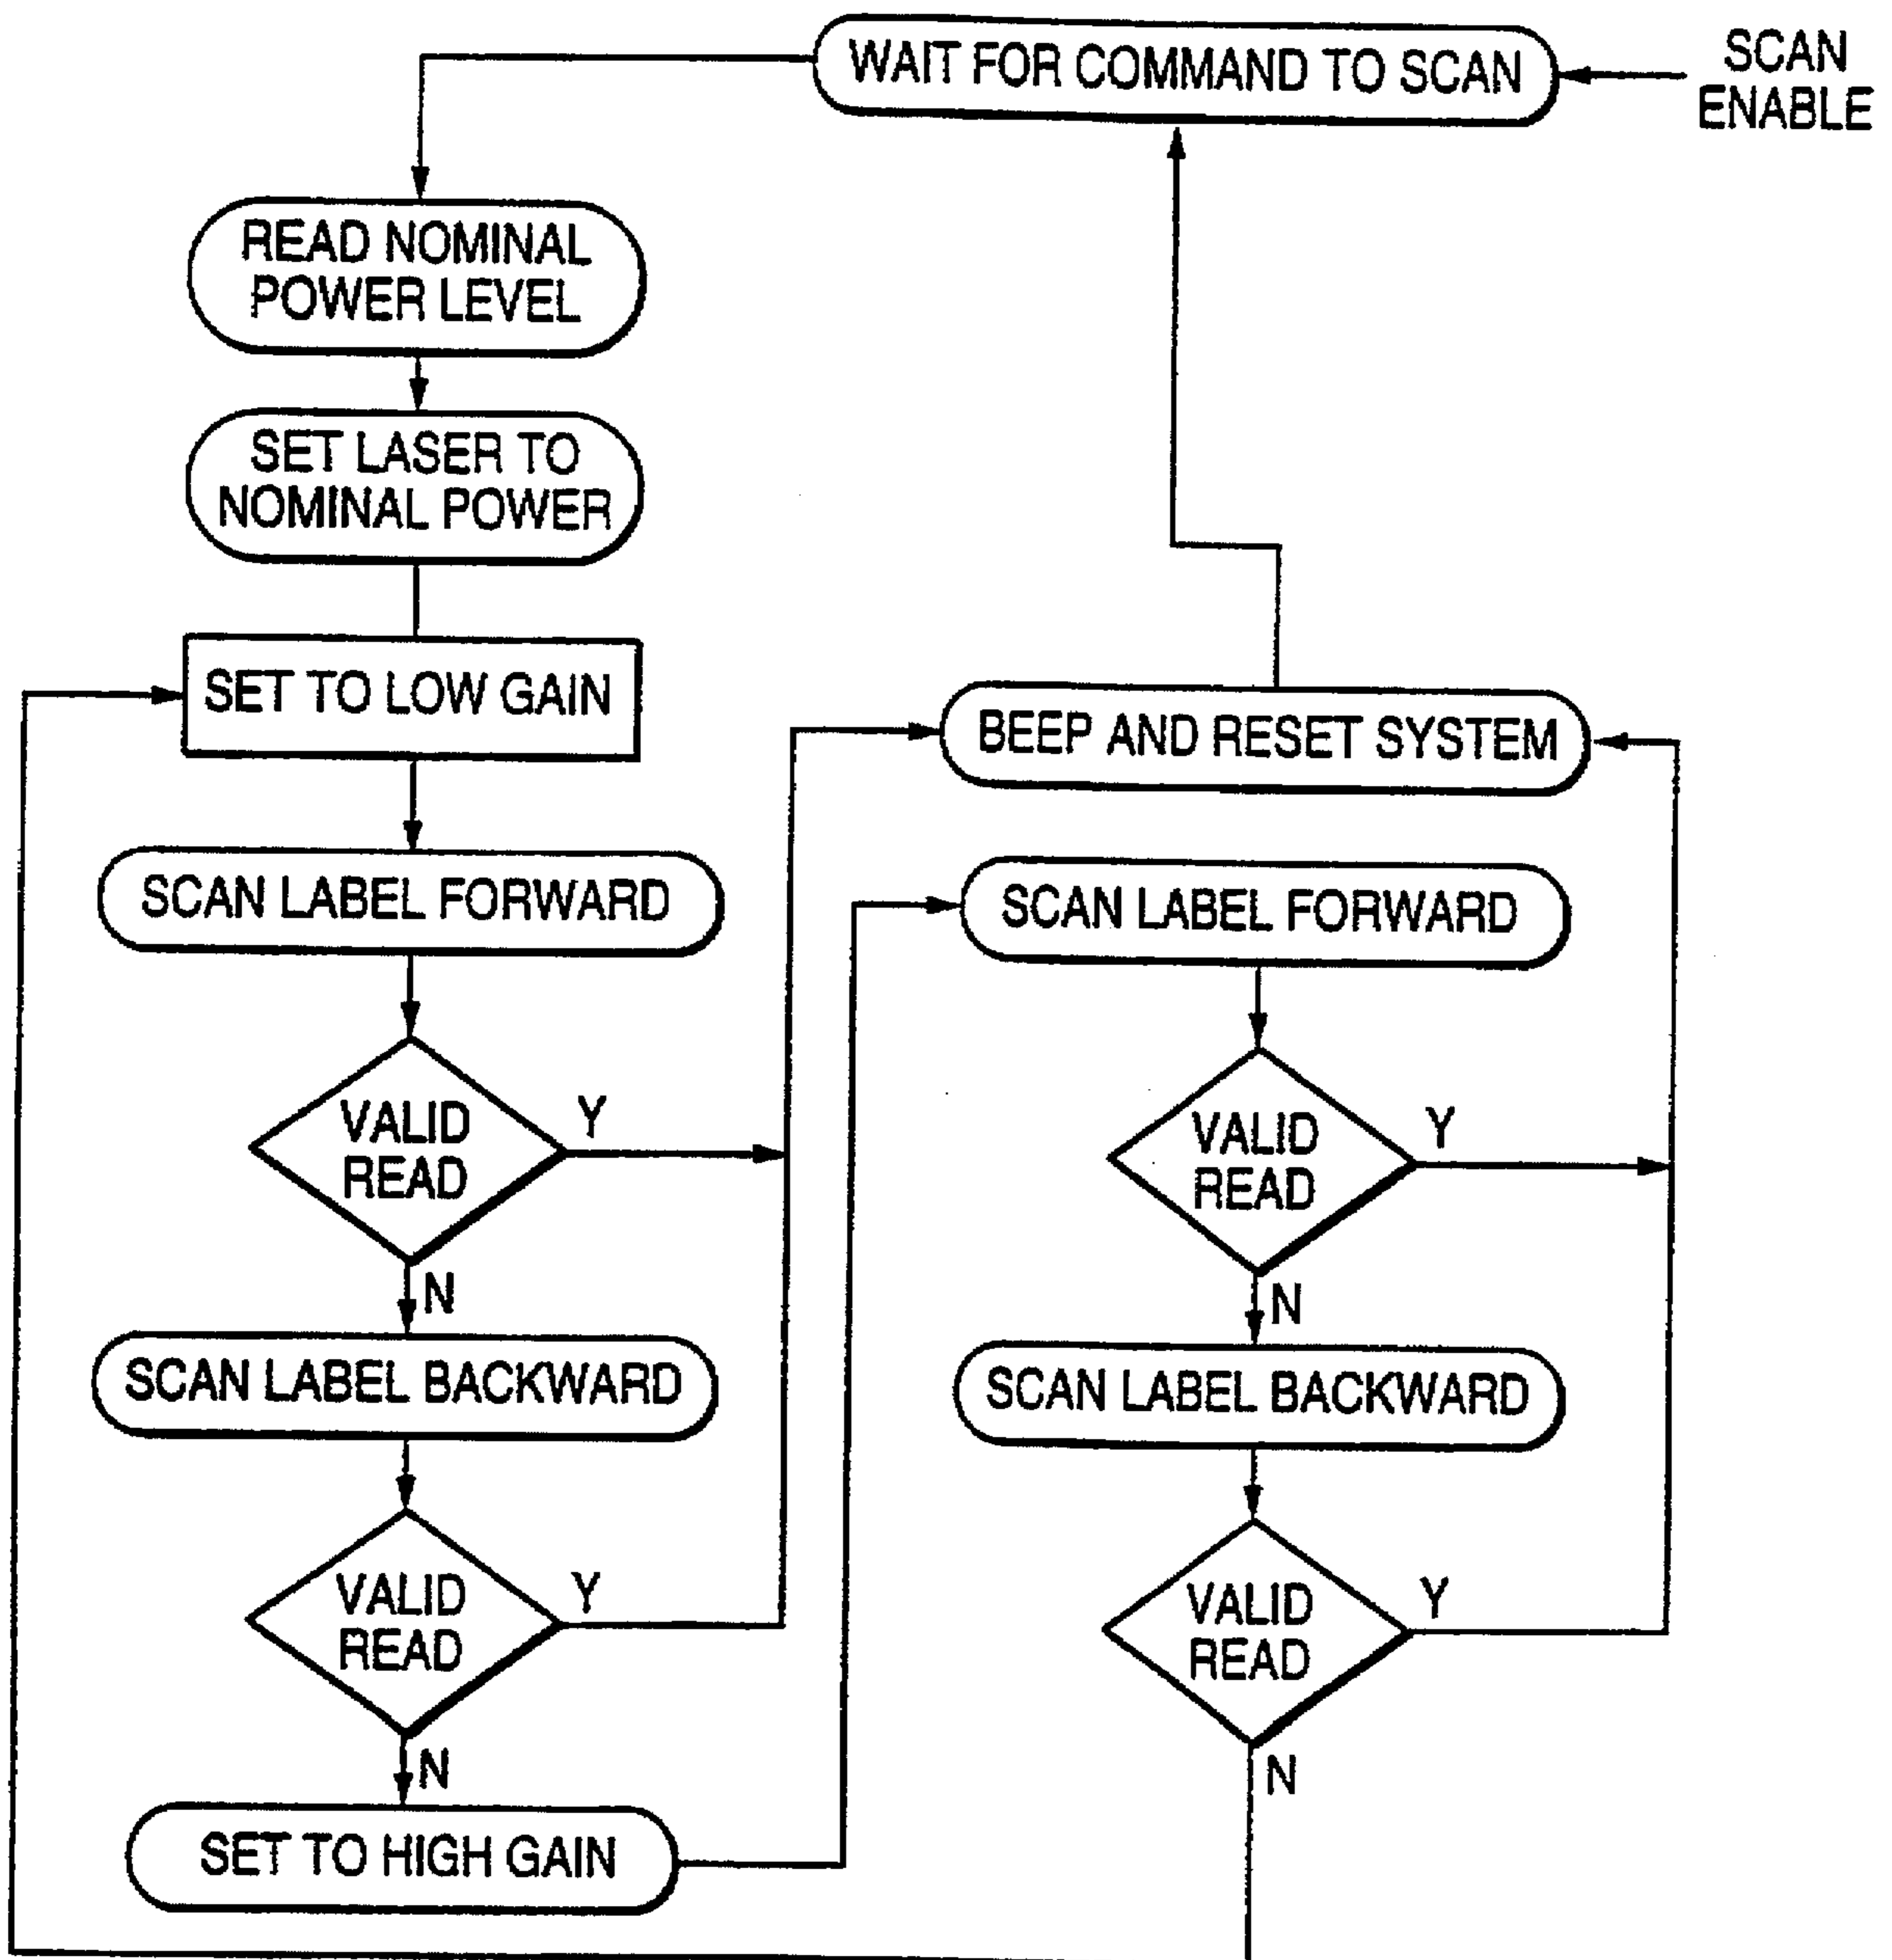 WAIT FOR COMMAND TO SCAN
SCAN
ENABLE
READ NOMINAL
POWER LEVEL
SET LASER TO
NOMINAL POWER
SET TO LOW GAIN
SCAN LABEL FORWARD
VALID
READ
Y
N
SCAN LABEL BACKWARD
VALID
READ
Y
N
SET TO HIGH GAIN
BEEP AND RESET SYSTEM
SCAN LABEL FORWARD
VALID
READ
Y
N
SCAN LABEL BACKWARD
VALID
READ
Y
N